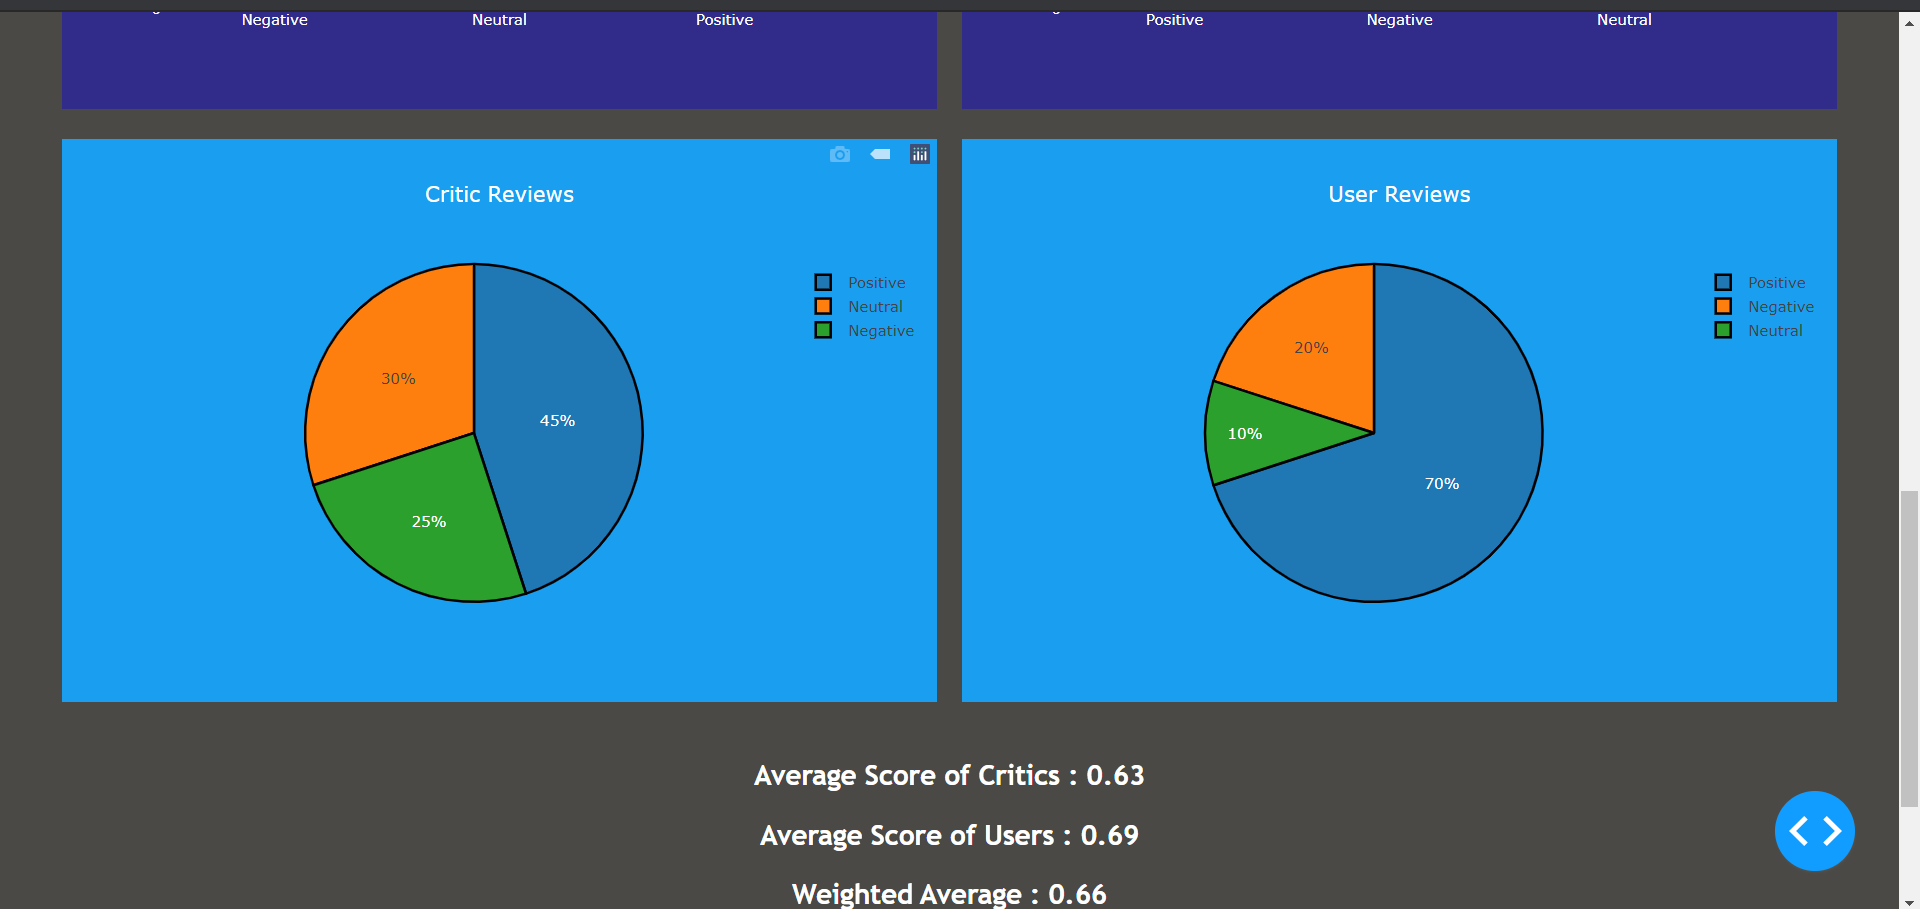 Negative Neutral Positive
Positive Negative Neutral
Critic Reviews
Positive
Neutral
Negative
30%
45%
25%
User Reviews
Positive
Negative
Neutral
20%
10%
70%
Average Score of Critics : 0.63
Average Score of Users : 0.69
Weighted Average : 0.66